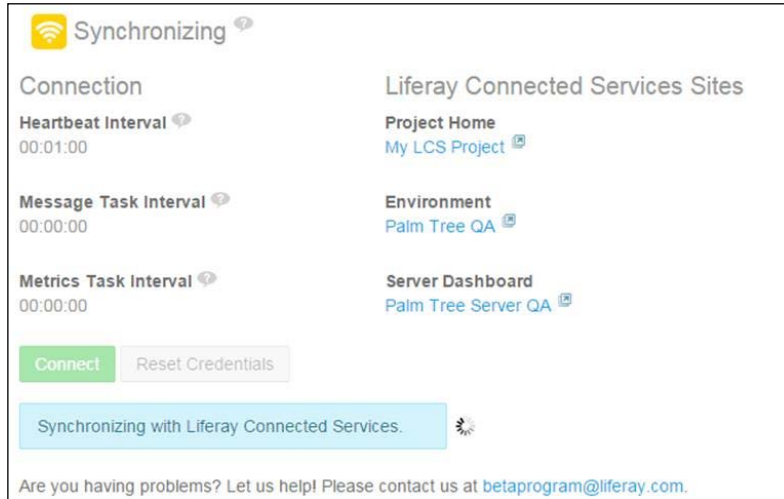 Synchronizing
Connection
Heartbeat Interval
00:01:00
Message Task Interval
00:00:00
Metrics Task Interval
00:00:00
Liferay Connected Services Sites
Project Home
My LCS Project
Environment
Palm Tree QA
Server Dashboard
Palm Tree Server QA
Connect
Reset Credentials
Synchronizing with Liferay Connected Services.
Are you having problems? Let us help! Please contact us at betaprogram@liferay.com.